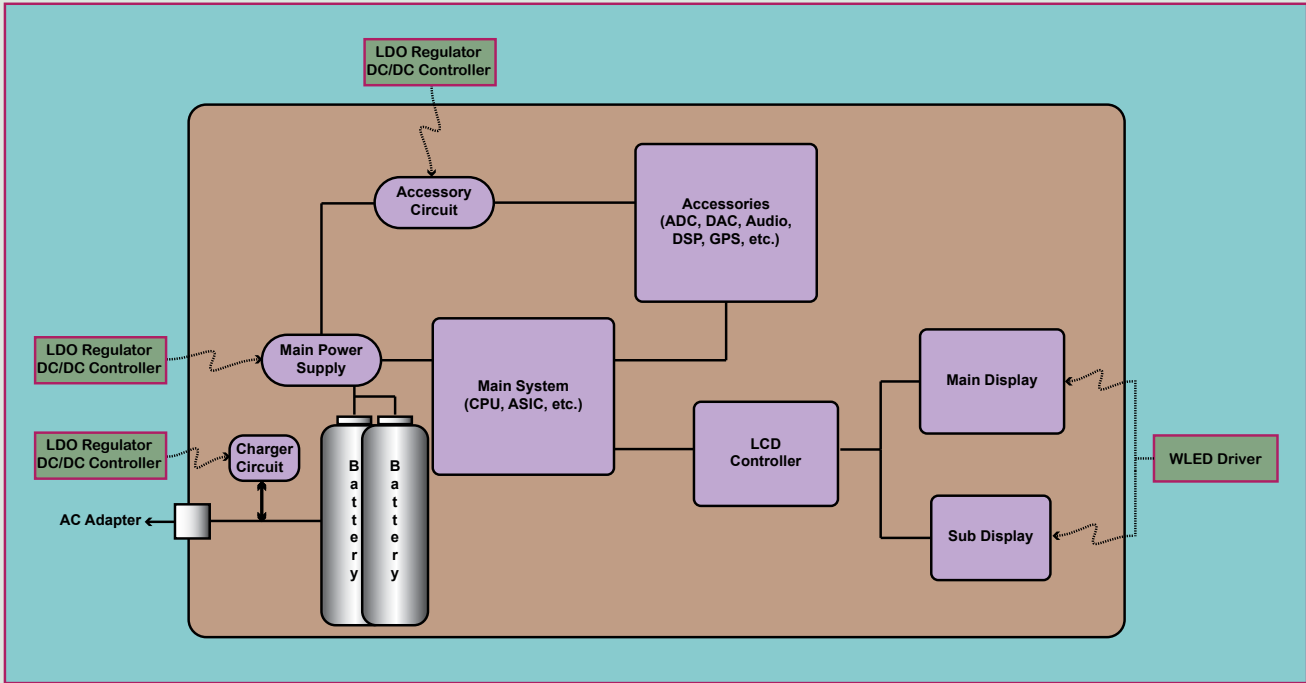 LDO Regulator
DC/DC Controller
Accessory
Circuit
Accessories
(ADC, DAC, Audio,
DSP, GPS, etc.)
LDO Regulator
DC/DC Controller
Main Power
Supply
Main System
(CPU, ASIC, etc.)
Main Display
LDO Regulator
DC/DC Controller
Charger
Circuit
Battery
Battery
LCD
Controller
WLED Driver
AC Adapter
Sub Display